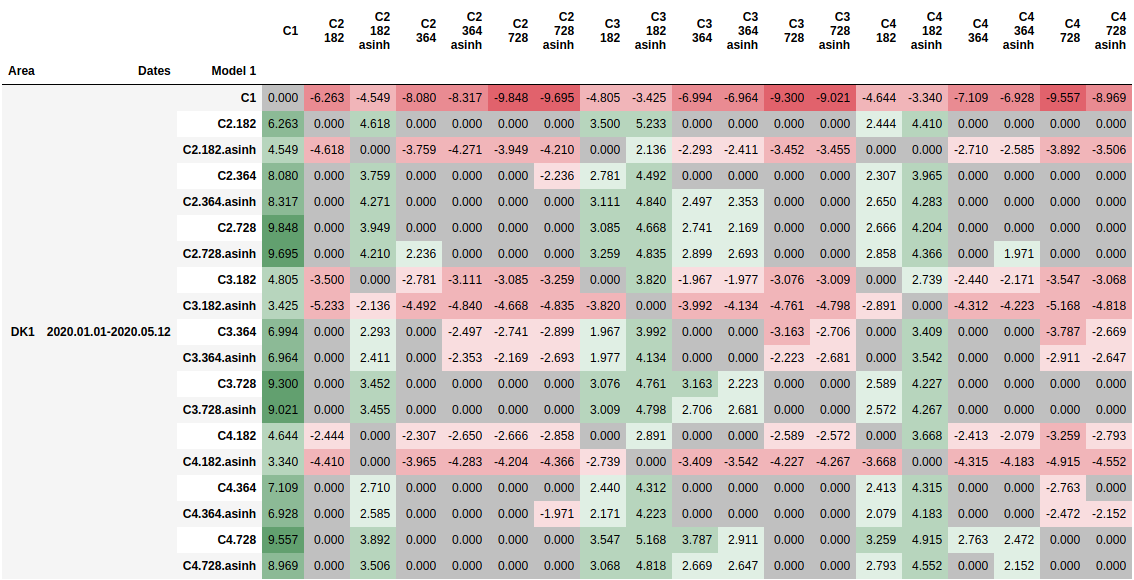 C1 C2 182 C2 182 asinh C2 364 C2 364 asinh C2 728 C2 728 asinh C3 182 C3 182 asinh C3 364 C3 364 asinh C3 728 C3 728 asinh C4 182 C4 182 asinh C4 364 C4 364 asinh C4 728 C4 728 asinh
Area Dates Model 1
C1 0.000 -6.263 -4.549 -8.080 -8.317 -9.848 -9.695 -4.805 -3.425 -6.994 -6.964 -9.300 -9.021 -4.644 -3.340 -7.109 -6.928 -9.557 -8.969
C2.182 6.263 0.000 4.618 0.000 0.000 0.000 0.000 3.500 5.233 0.000 0.000 0.000 0.000 2.444 4.410 0.000 0.000 0.000 0.000
C2.182.asinh 4.549 -4.618 0.000 -3.759 -4.271 -3.949 -4.210 0.000 2.136 -2.293 -2.411 -3.452 -3.455 0.000 0.000 -2.710 -2.585 -3.892 -3.506
C2.364 8.080 0.000 3.759 0.000 0.000 0.000 -2.236 2.781 4.492 0.000 0.000 0.000 0.000 2.307 3.965 0.000 0.000 0.000 0.000
C2.364.asinh 8.317 0.000 4.271 0.000 0.000 0.000 0.000 3.111 4.840 2.497 2.353 0.000 0.000 2.650 4.283 0.000 0.000 0.000 0.000
C2.728 9.848 0.000 3.949 0.000 0.000 0.000 0.000 3.085 4.668 2.741 2.169 0.000 0.000 2.666 4.204 0.000 0.000 0.000 0.000
C2.728.asinh 9.695 0.000 4.210 2.236 0.000 0.000 0.000 3.259 4.835 2.899 2.693 0.000 0.000 2.858 4.366 0.000 1.971 0.000 0.000
C3.182 4.805 -3.500 0.000 -2.781 -3.111 -3.085 -3.259 0.000 3.820 -1.967 -1.977 -3.076 -3.009 0.000 2.739 -2.440 -2.171 -3.547 -3.068
C3.182.asinh 3.425 -5.233 -2.136 -4.492 -4.840 -4.668 -4.835 -3.820 0.000 -3.992 -4.134 -4.761 -4.798 -2.891 0.000 -4.312 -4.223 -5.168 -4.818
DK1 2020.01.01-2020.05.12 C3.364 6.994 0.000 2.293 0.000 -2.497 -2.741 -2.899 1.967 3.992 0.000 0.000 -3.163 -2.706 0.000 3.409 0.000 0.000 -3.787 -2.669
C3.364.asinh 6.964 0.000 2.411 0.000 -2.353 -2.169 -2.693 1.977 4.134 0.000 0.000 -2.223 -2.681 0.000 3.542 0.000 0.000 -2.911 -2.647
C3.728 9.300 0.000 3.452 0.000 0.000 0.000 0.000 3.076 4.761 3.163 2.223 0.000 0.000 2.589 4.227 0.000 0.000 0.000 0.000
C3.728.asinh 9.021 0.000 3.455 0.000 0.000 0.000 0.000 3.009 4.798 2.706 2.681 0.000 0.000 2.572 4.267 0.000 0.000 0.000 0.000
C4.182 4.644 -2.444 0.000 -2.307 -2.650 -2.666 -2.858 0.000 2.891 0.000 0.000 -2.589 -2.572 0.000 3.668 -2.413 -2.079 -3.259 -2.793
C4.182.asinh 3.340 -4.410 0.000 -3.965 -4.283 -4.204 -4.366 -2.739 0.000 -3.409 -3.542 -4.227 -4.267 -3.668 0.000 -4.315 -4.183 -4.915 -4.552
C4.364 7.109 0.000 2.710 0.000 0.000 0.000 0.000 2.440 4.312 0.000 0.000 0.000 0.000 2.413 4.315 0.000 0.000 -2.763 0.000
C4.364.asinh 6.928 0.000 2.585 0.000 0.000 0.000 -1.971 2.171 4.223 0.000 0.000 0.000 0.000 2.079 4.183 0.000 0.000 -2.472 -2.152
C4.728 9.557 0.000 3.892 0.000 0.000 0.000 0.000 3.547 5.168 3.787 2.911 0.000 0.000 3.259 4.915 2.763 2.472 0.000 0.000
C4.728.asinh 8.969 0.000 3.506 0.000 0.000 0.000 0.000 3.068 4.818 2.669 2.647 0.000 0.000 2.793 4.552 0.000 2.152 0.000 0.000